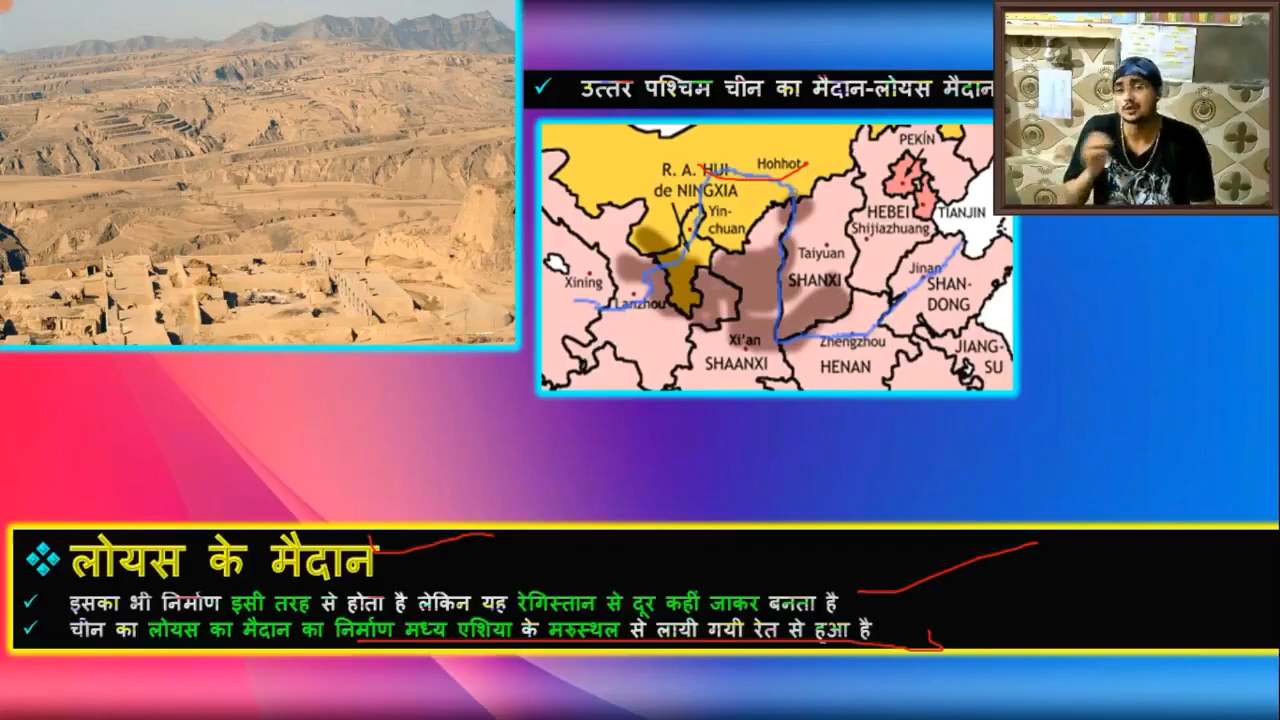 ✓ उत्तर पश्चिम चीन का मैदान-लोयस मैदान
PEKÍN
R. A. HUI
Hohhot
de NINGXIA
Yin-
chuan
HEBEI
TIANJIN
Shijiazhuang
Taiyuan
Xining
SHANXI
Jinan
SHAN-
DONG
Lanzhou
Xi'an
Zhengzhou
JIANG-
SU
SHAANXI
HENAN
❖ लोयस के मैदान
✓ इसका भी निर्माण इसी तरह से होता है लेकिन यह रेगिस्तान से दूर कहीं जाकर बनता है
✓ चीन का लोयस का मैदान का निर्माण मध्य एशिया के मरुस्थल से लायी गयी रेत से हुआ है